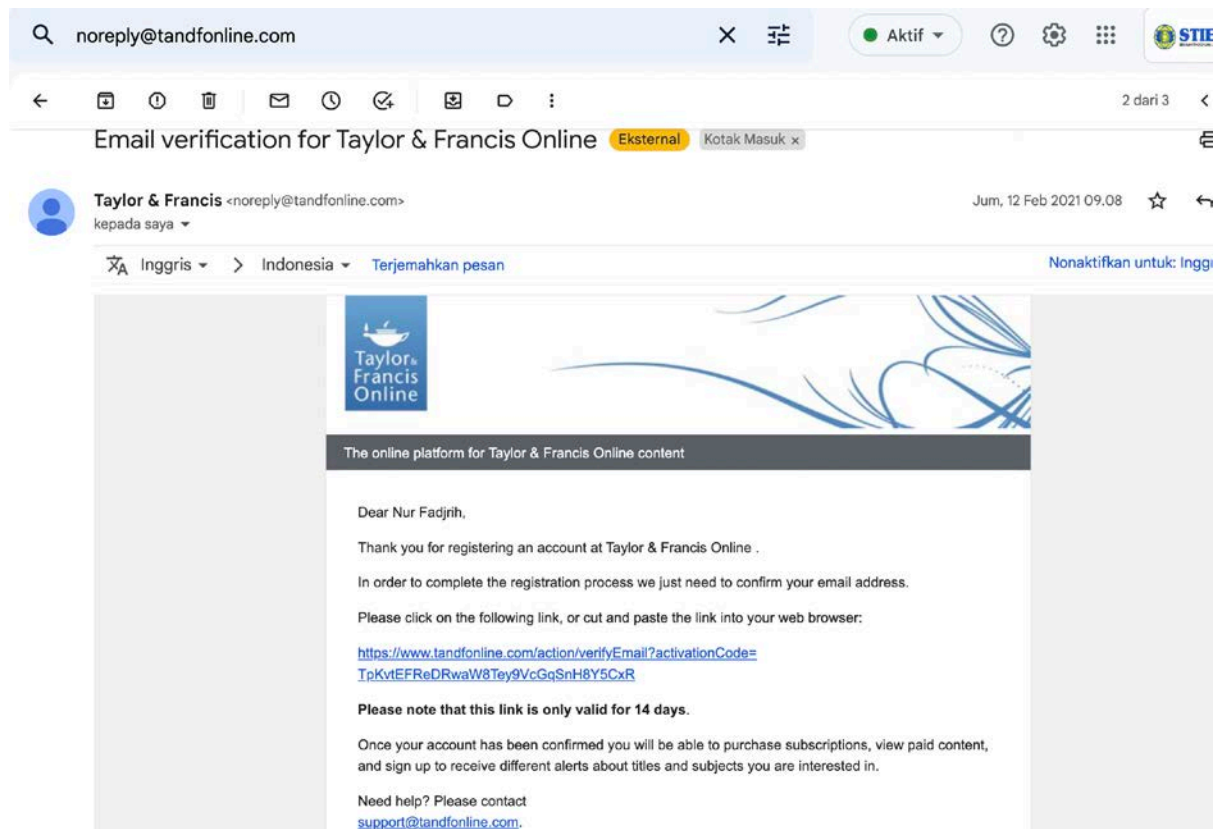 noreply@tandfonline.com
Aktif
STIE
2 dari 3
Email verification for Taylor & Francis Online Eksternal Kotak Masuk x
Taylor & Francis <noreply@tandfonline.com>
Jum, 12 Feb 2021 09.08
kepada saya
Inggris > Indonesia Terjemahkan pesan
Nonaktifkan untuk: Inggr
Taylor &
Francis
Online
The online platform for Taylor & Francis Online content
Dear Nur Fadjrih,
Thank you for registering an account at Taylor & Francis Online .
In order to complete the registration process we just need to confirm your email address.
Please click on the following link, or cut and paste the link into your web browser:
https://www.tandfonline.com/action/verifyEmail?activationCode=
TpKvtEFReDRwaW8Tey9VcGqSnH8Y5CxR
Please note that this link is only valid for 14 days.
Once your account has been confirmed you will be able to purchase subscriptions, view paid content,
and sign up to receive different alerts about titles and subjects you are interested in.
Need help? Please contact
support@tandfonline.com.